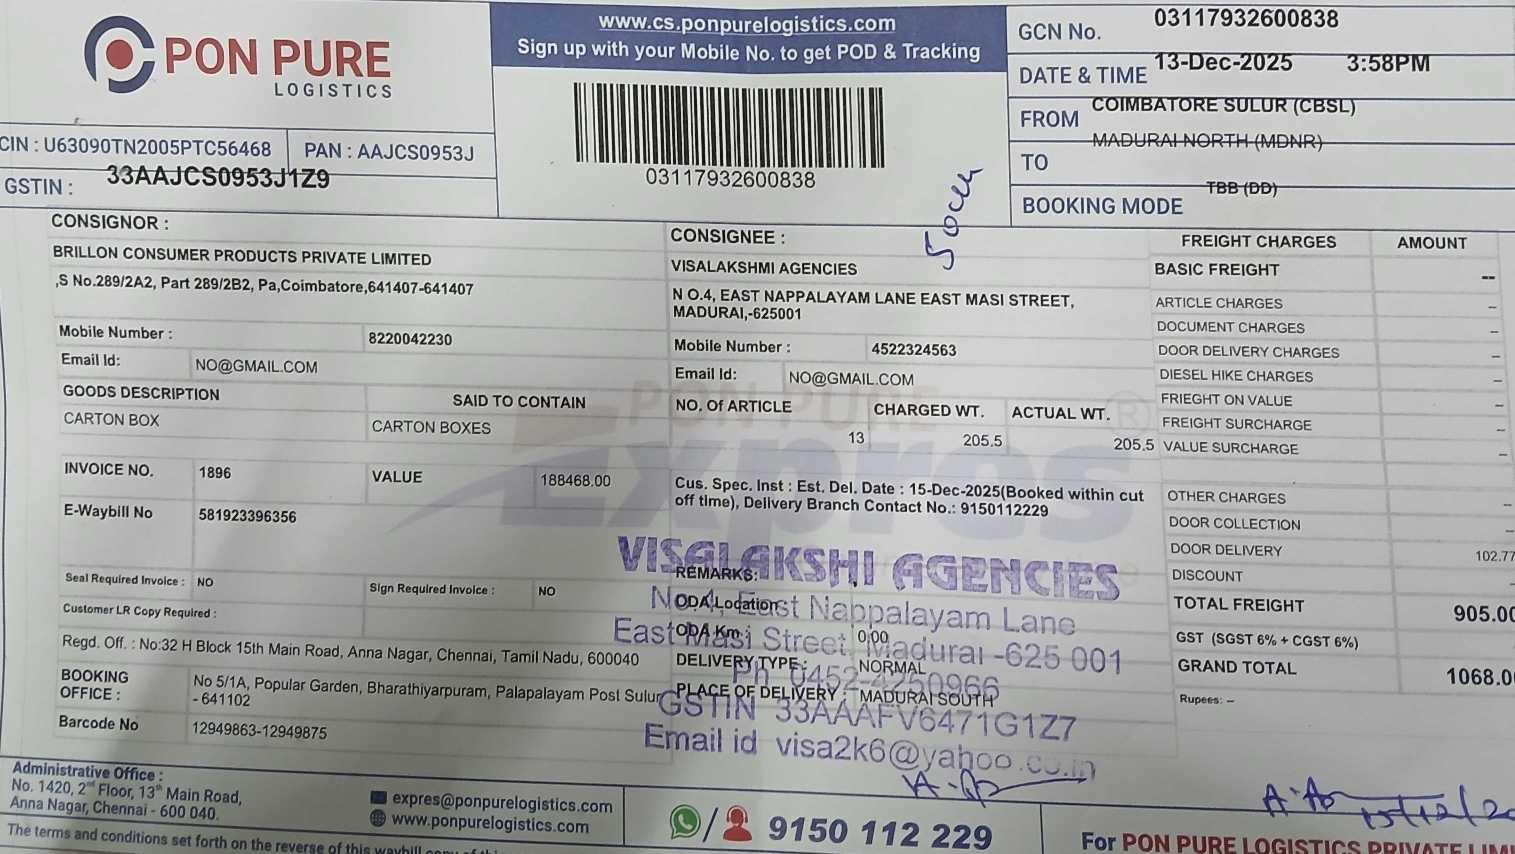 PON PURE
LOGISTICS
CIN : U63090TN2005PTC56468
PAN : AAJCS0953J
GSTIN : 33AAJCS0953J1Z9
www.cs.ponpurelogistics.com
Sign up with your Mobile No. to get POD & Tracking
03117932600838
GCN No. 03117932600838
DATE & TIME 13-Dec-2025 3:58PM
FROM COIMBATORE SULUR (CBSL)
TO MADURAI NORTH (MDNR)
BOOKING MODE TBB (DD)
CONSIGNOR :
BRILLON CONSUMER PRODUCTS PRIVATE LIMITED
,S No.289/2A2, Part 289/2B2, Pa,Coimbatore,641407-641407
Mobile Number : 8220042230
Email Id: NO@GMAIL.COM
GOODS DESCRIPTION SAID TO CONTAIN
CARTON BOX CARTON BOXES
INVOICE NO. 1896 VALUE 188468.00
E-Waybill No 581923396356
Seal Required Invoice : NO Sign Required Invoice : NO
Customer LR Copy Required :
Regd. Off. : No:32 H Block 15th Main Road, Anna Nagar, Chennai, Tamil Nadu, 600040
BOOKING OFFICE : No 5/1A, Popular Garden, Bharathiyarpuram, Palapalayam Post Sulur
- 641102
Barcode No 12949863-12949875
CONSIGNEE :
VISALAKSHMI AGENCIES
N O.4, EAST NAPPALAYAM LANE EAST MASI STREET,
MADURAI,-625001
Mobile Number : 4522324563
Email Id: NO@GMAIL.COM
NO. Of ARTICLE CHARGED WT. ACTUAL WT.
13 205.5 205.5
Cus. Spec. Inst : Est. Del. Date : 15-Dec-2025(Booked within cut
off time), Delivery Branch Contact No.: 9150112229
REMARKS:
ODA Location
ODA Km : 0.00
DELIVERY TYPE : NORMAL
PLACE OF DELIVERY : MADURAI SOUTH
PON PURE
Expres ®
VISALAKSHI AGENCIES
No.4, East Nappalayam Lane
East Masi Street, Madurai -625 001
Ph 0452-4250966
GSTIN 33AAAFV6471G1Z7
Email id visa2k6@yahoo.co.in
FREIGHT CHARGES AMOUNT
BASIC FREIGHT --
ARTICLE CHARGES –
DOCUMENT CHARGES –
DOOR DELIVERY CHARGES –
DIESEL HIKE CHARGES –
FRIEGHT ON VALUE –
FREIGHT SURCHARGE –
VALUE SURCHARGE –
OTHER CHARGES –
DOOR COLLECTION –
DOOR DELIVERY 102.77
DISCOUNT
TOTAL FREIGHT 905.00
GST (SGST 6% + CGST 6%)
GRAND TOTAL 1068.0
Rupees: –
Administrative Office :
No. 1420, 2nd Floor, 13th Main Road,
Anna Nagar, Chennai - 600 040.
expres@ponpurelogistics.com
www.ponpurelogistics.com
9150 112 229
15/12/20
For PON PURE LOGISTICS PRIVATE LIMI
The terms and conditions set forth on the reverse of this waybill